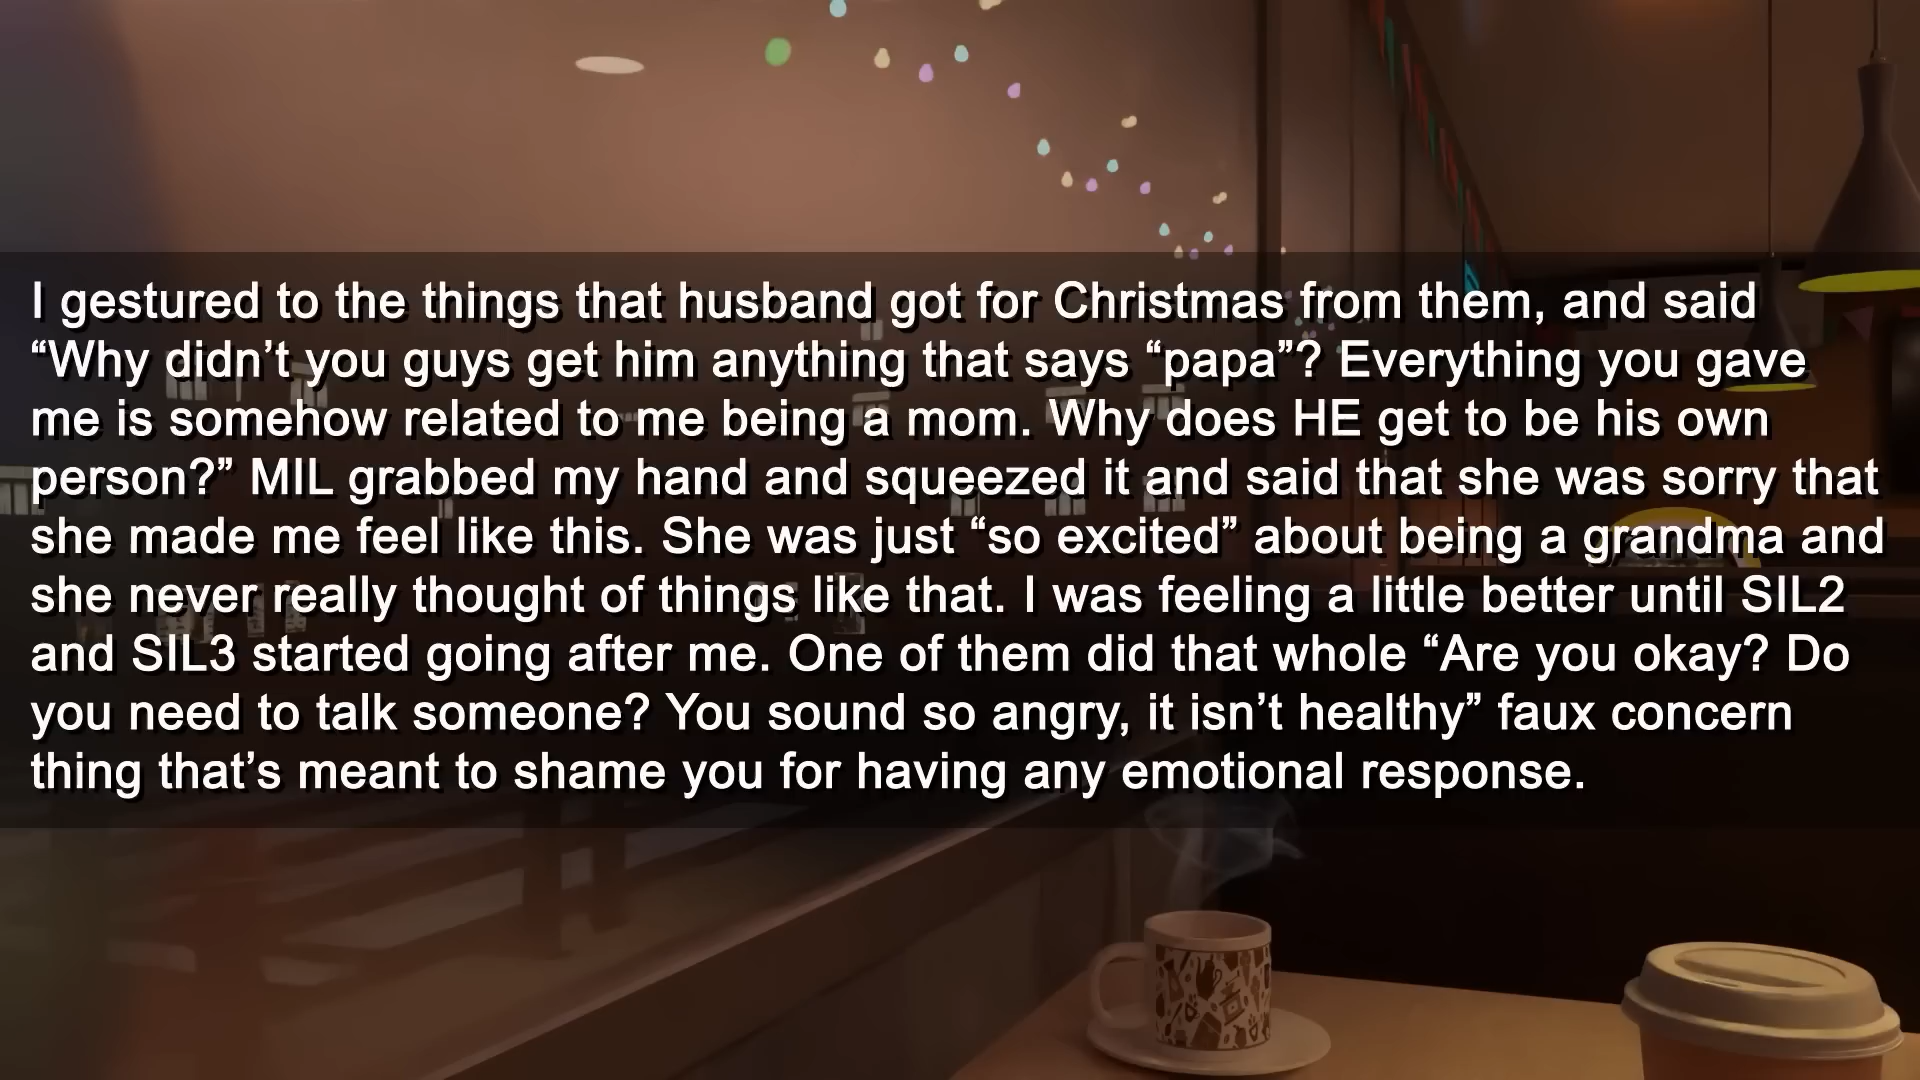 I gestured to the things that husband got for Christmas from them, and said
“Why didn’t you guys get him anything that says “papa”? Everything you gave
me is somehow related to me being a mom. Why does HE get to be his own
person?” MIL grabbed my hand and squeezed it and said that she was sorry that
she made me feel like this. She was just “so excited” about being a grandma and
she never really thought of things like that. I was feeling a little better until SIL2
and SIL3 started going after me. One of them did that whole “Are you okay? Do
you need to talk someone? You sound so angry, it isn’t healthy” faux concern
thing that’s meant to shame you for having any emotional response.